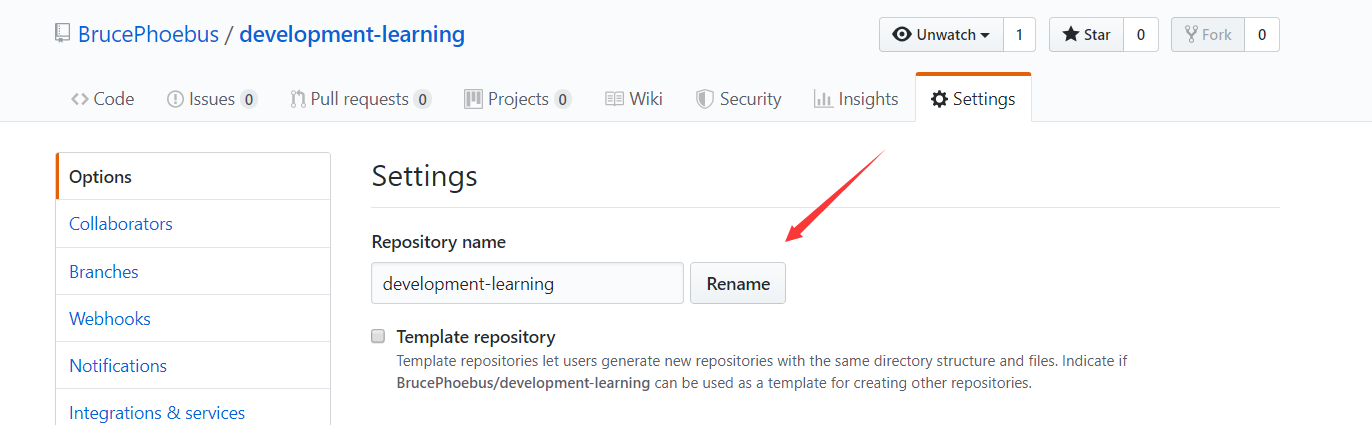 BrucePhoebus / development-learning
Unwatch 1 Star 0 Fork 0
Code Issues 0 Pull requests 0 Projects 0 Wiki Security Insights Settings
Options
Collaborators
Branches
Webhooks
Notifications
Integrations & services
Settings
Repository name
development-learning Rename
Template repository
Template repositories let users generate new repositories with the same directory structure and files. Indicate if
BrucePhoebus/development-learning can be used as a template for creating other repositories.